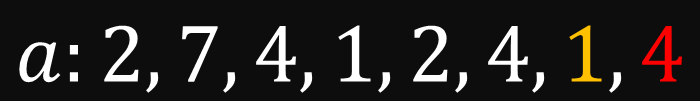 a: 2, 7, 4, 1, 2, 4, 1, 4